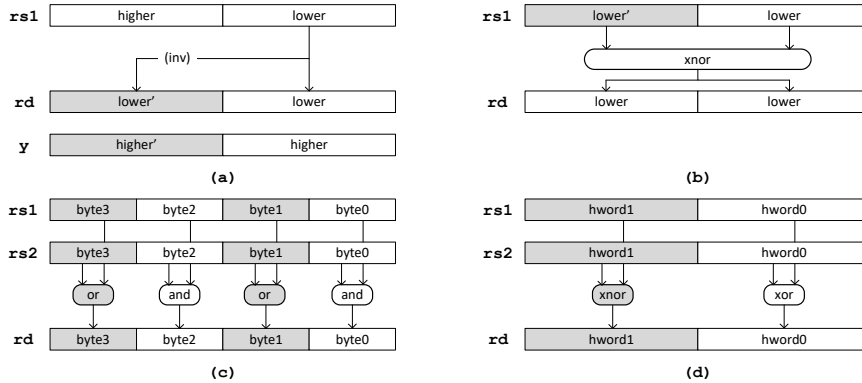 rs1 higher lower
(inv)
rd lower' lower
y higher' higher
(a)
rs1 lower' lower
xnor
rd lower lower
(b)
rs1 byte3 byte2 byte1 byte0
rs2 byte3 byte2 byte1 byte0
or and or and
rd byte3 byte2 byte1 byte0
(c)
rs1 hword1 hword0
rs2 hword1 hword0
xnor xor
rd hword1 hword0
(d)